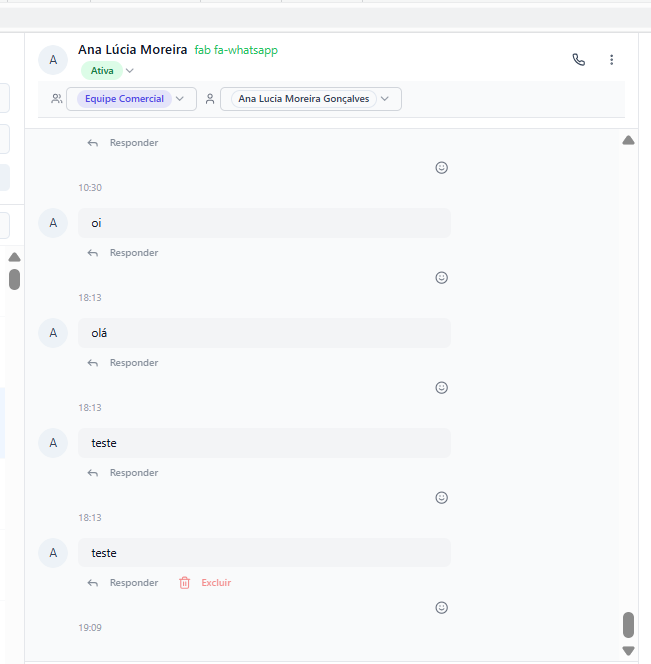 A
Ana Lúcia Moreira fab fa-whatsapp
Ativa
Equipe Comercial Ana Lucia Moreira Gonçalves
Responder
10:30
A oi
Responder
18:13
A olá
Responder
18:13
A teste
Responder
18:13
A teste
Responder Excluir
19:09